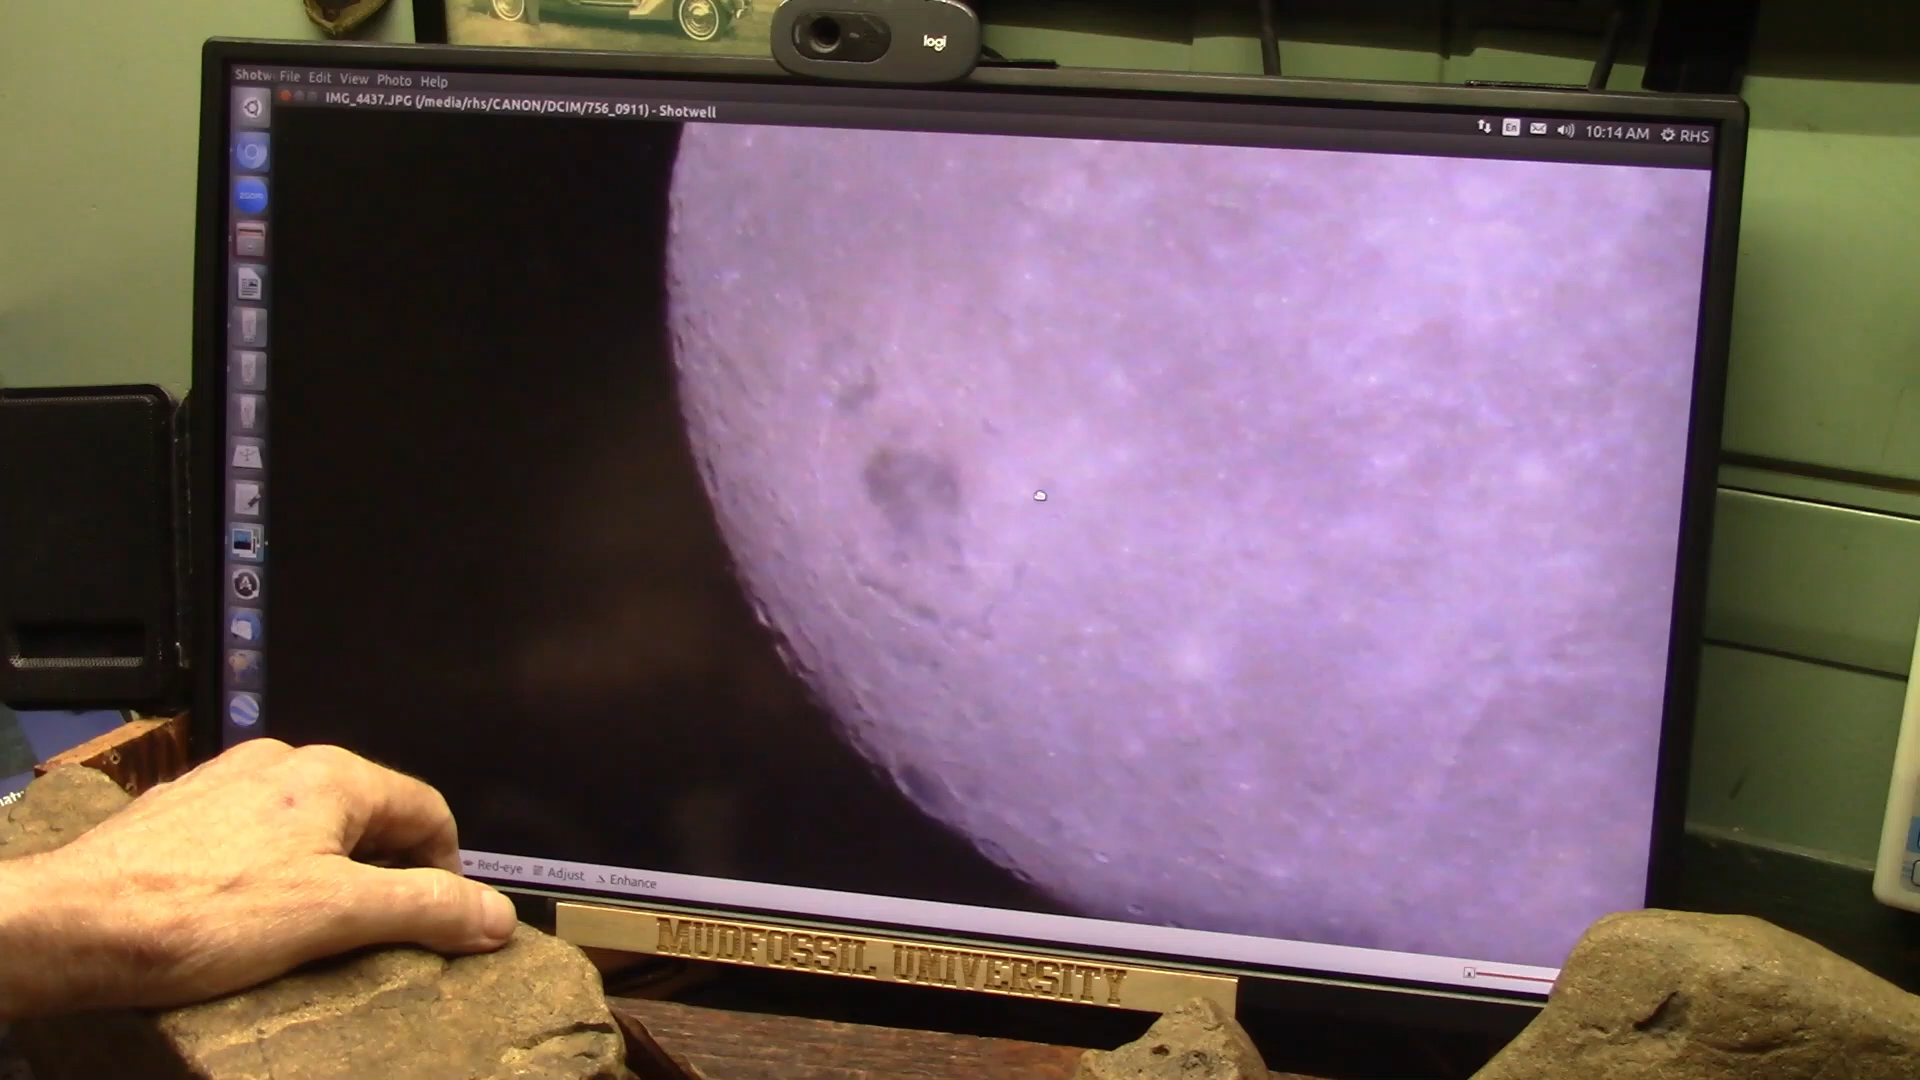 logi
Shotw File Edit View Photo Help
IMG_4437.JPG (/media/rhs/CANON/DCIM/756_0911) - Shotwell
En 10:14 AM RHS
zoom
Red-eye Adjust Enhance
MUDFOSSIL UNIVERSITY